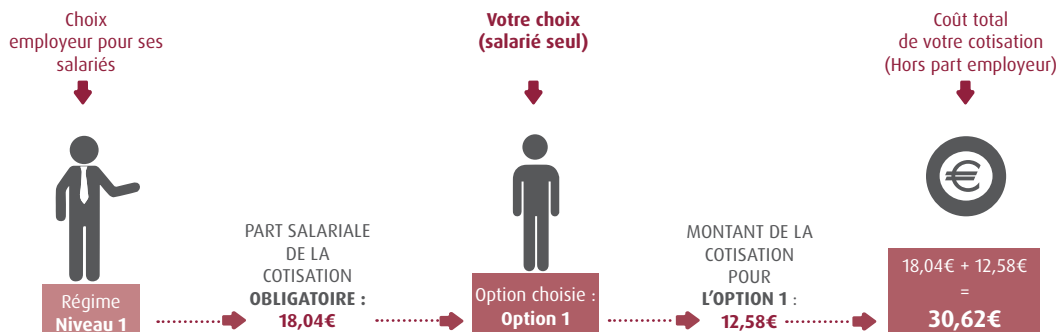 Choix
employeur pour ses
salariés
Votre choix
(salarié seul)
Coût total
de votre cotisation
(Hors part employeur)
€
Régime
Niveau 1
PART SALARIALE
DE LA
COTISATION
OBLIGATOIRE :
18,04€
Option choisie :
Option 1
MONTANT DE LA
COTISATION
POUR
L'OPTION 1 :
12,58€
18,04€ + 12,58€
=
30,62€